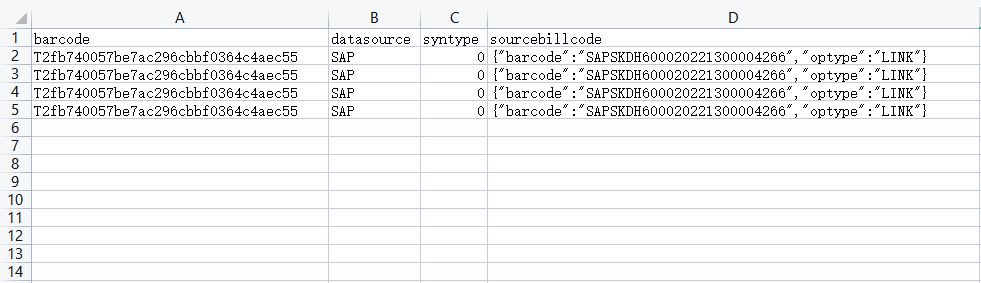 A B C D
1 barcode datasource syntype sourcebillcode
2 T2fb740057be7ac296cbbf0364c4aec55 SAP 0 {"barcode":"SAPSKDH600020221300004266","optype":"LINK"}
3 T2fb740057be7ac296cbbf0364c4aec55 SAP 0 {"barcode":"SAPSKDH600020221300004266","optype":"LINK"}
4 T2fb740057be7ac296cbbf0364c4aec55 SAP 0 {"barcode":"SAPSKDH600020221300004266","optype":"LINK"}
5 T2fb740057be7ac296cbbf0364c4aec55 SAP 0 {"barcode":"SAPSKDH600020221300004266","optype":"LINK"}
6
7
8
9
10
11
12
13
14